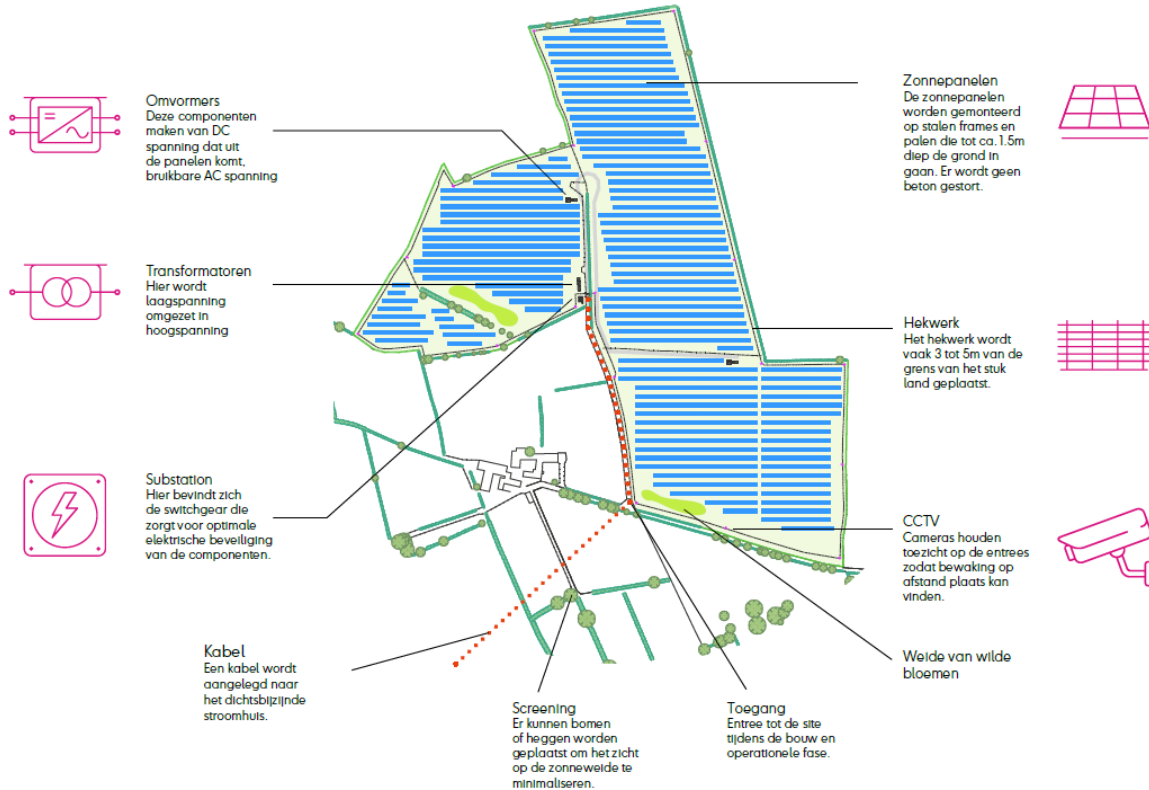 Omvormers
Deze componenten
maken van DC
spanning dat uit
de panelen komt,
bruikbare AC spanning
Transformatoren
Hier wordt
laagspanning
omgezet in
hoogspanning
Substation
Hier bevindt zich
de switchgear die
zorgt voor optimale
elektrische beveiliging
van de componenten.
Kabel
Een kabel wordt
aangelegd naar
het dichtsbijzijnde
stroomhuis.
Screening
Er kunnen bomen
of heggen worden
geplaatst om het zicht
op de zonneweide te
minimaliseren.
Toegang
Entree tot de site
tijdens de bouw en
operationele fase.
Zonnepanelen
De zonnepanelen
worden gemonteerd
op stalen frames en
palen die tot ca. 1.5m
diep de grond in
gaan. Er wordt geen
beton gestort.
Hekwerk
Het hekwerk wordt
vaak 3 tot 5m van de
grens van het stuk
land geplaatst.
CCTV
Cameras houden
toezicht op de entrees
zodat bewaking op
afstand plaats kan
vinden.
Weide van wilde
bloemen